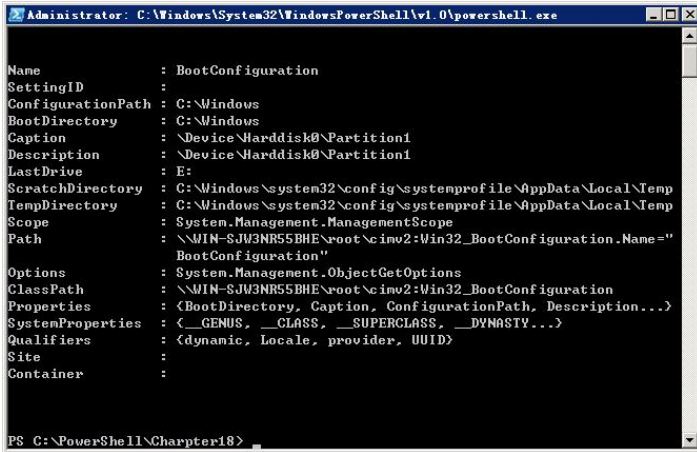 Administrator: C:\Windows\System32\WindowsPowerShell\v1.0\powershell.exe
Name : BootConfiguration
SettingID :
ConfigurationPath : C:\Windows
BootDirectory : C:\Windows
Caption : \Device\Harddisk0\Partition1
Description : \Device\Harddisk0\Partition1
LastDrive : E:
ScratchDirectory : C:\Windows\system32\config\systemprofile\AppData\Local\Temp
TempDirectory : C:\Windows\system32\config\systemprofile\AppData\Local\Temp
Scope : System.Management.ManagementScope
Path : \\WIN-SJW3NR55BHE\root\cimv2:Win32_BootConfiguration.Name="
BootConfiguration"
Options : System.Management.ObjectGetOptions
ClassPath : \\WIN-SJW3NR55BHE\root\cimv2:Win32_BootConfiguration
Properties : {BootDirectory, Caption, ConfigurationPath, Description...}
SystemProperties : {__GENUS, __CLASS, __SUPERCLASS, __DYNASTY...}
Qualifiers : {dynamic, Locale, provider, UUID}
Site :
Container :
PS C:\PowerShell\Charpter18> _